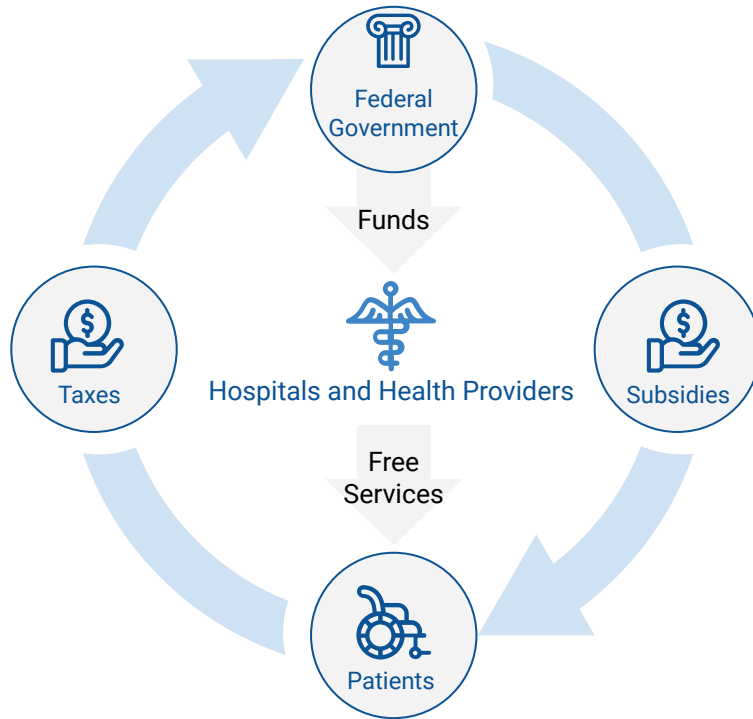 Federal
Government
Funds
$
$
Taxes
Hospitals and Health Providers
Subsidies
Free
Services
Patients